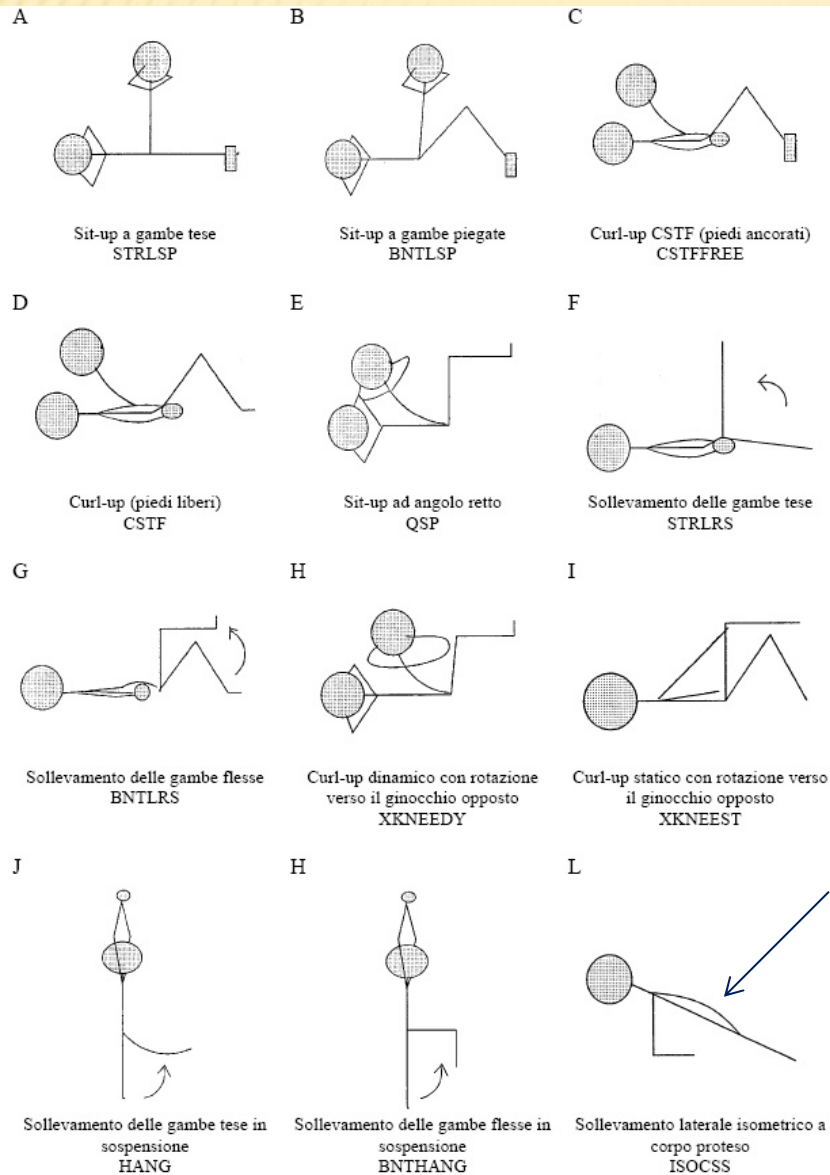 A
B
C
Sit-up a gambe tese
STRLSP
Sit-up a gambe piegate
BNTLSP
Curl-up CSTF (piedi ancorati)
CSTFFREE
D
E
F
Curl-up (piedi liberi)
CSTF
Sit-up ad angolo retto
QSP
Sollevamento delle gambe tese
STRLRS
G
H
I
Sollevamento delle gambe flesse
BNTLRS
Curl-up dinamico con rotazione
verso il ginocchio opposto
XKNEEDY
Curl-up statico con rotazione verso
il ginocchio opposto
XKNEEST
J
H
L
Sollevamento delle gambe tese in
sospensione
HANG
Sollevamento delle gambe flesse in
sospensione
BNTHANG
Sollevamento laterale isometrico a
corpo proteso
ISOCSS